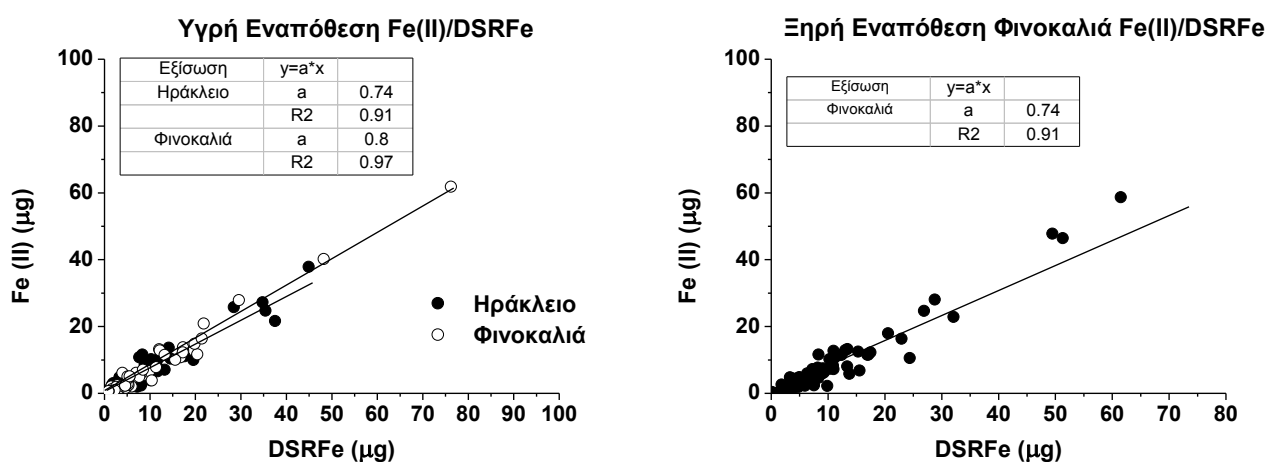 Υγρή Εναπόθεση Fe(II)/DSRFe
100
80
60
40
20
0
Fe (II) (μg)
Εξίσωση y=a*x
Ηράκλειο a 0.74
R2 0.91
Φινοκαλιά a 0.8
R2 0.97
Ηράκλειο
Φινοκαλιά
0 10 20 30 40 50 60 70 80 90 100
DSRFe (μg)
Ξηρή Εναπόθεση Φινοκαλιά Fe(II)/DSRFe
100
80
60
40
20
0
Fe (II) (μg)
Εξίσωση y=a*x
Φινοκαλιά a 0.74
R2 0.91
0 10 20 30 40 50 60 70 80
DSRFe (μg)